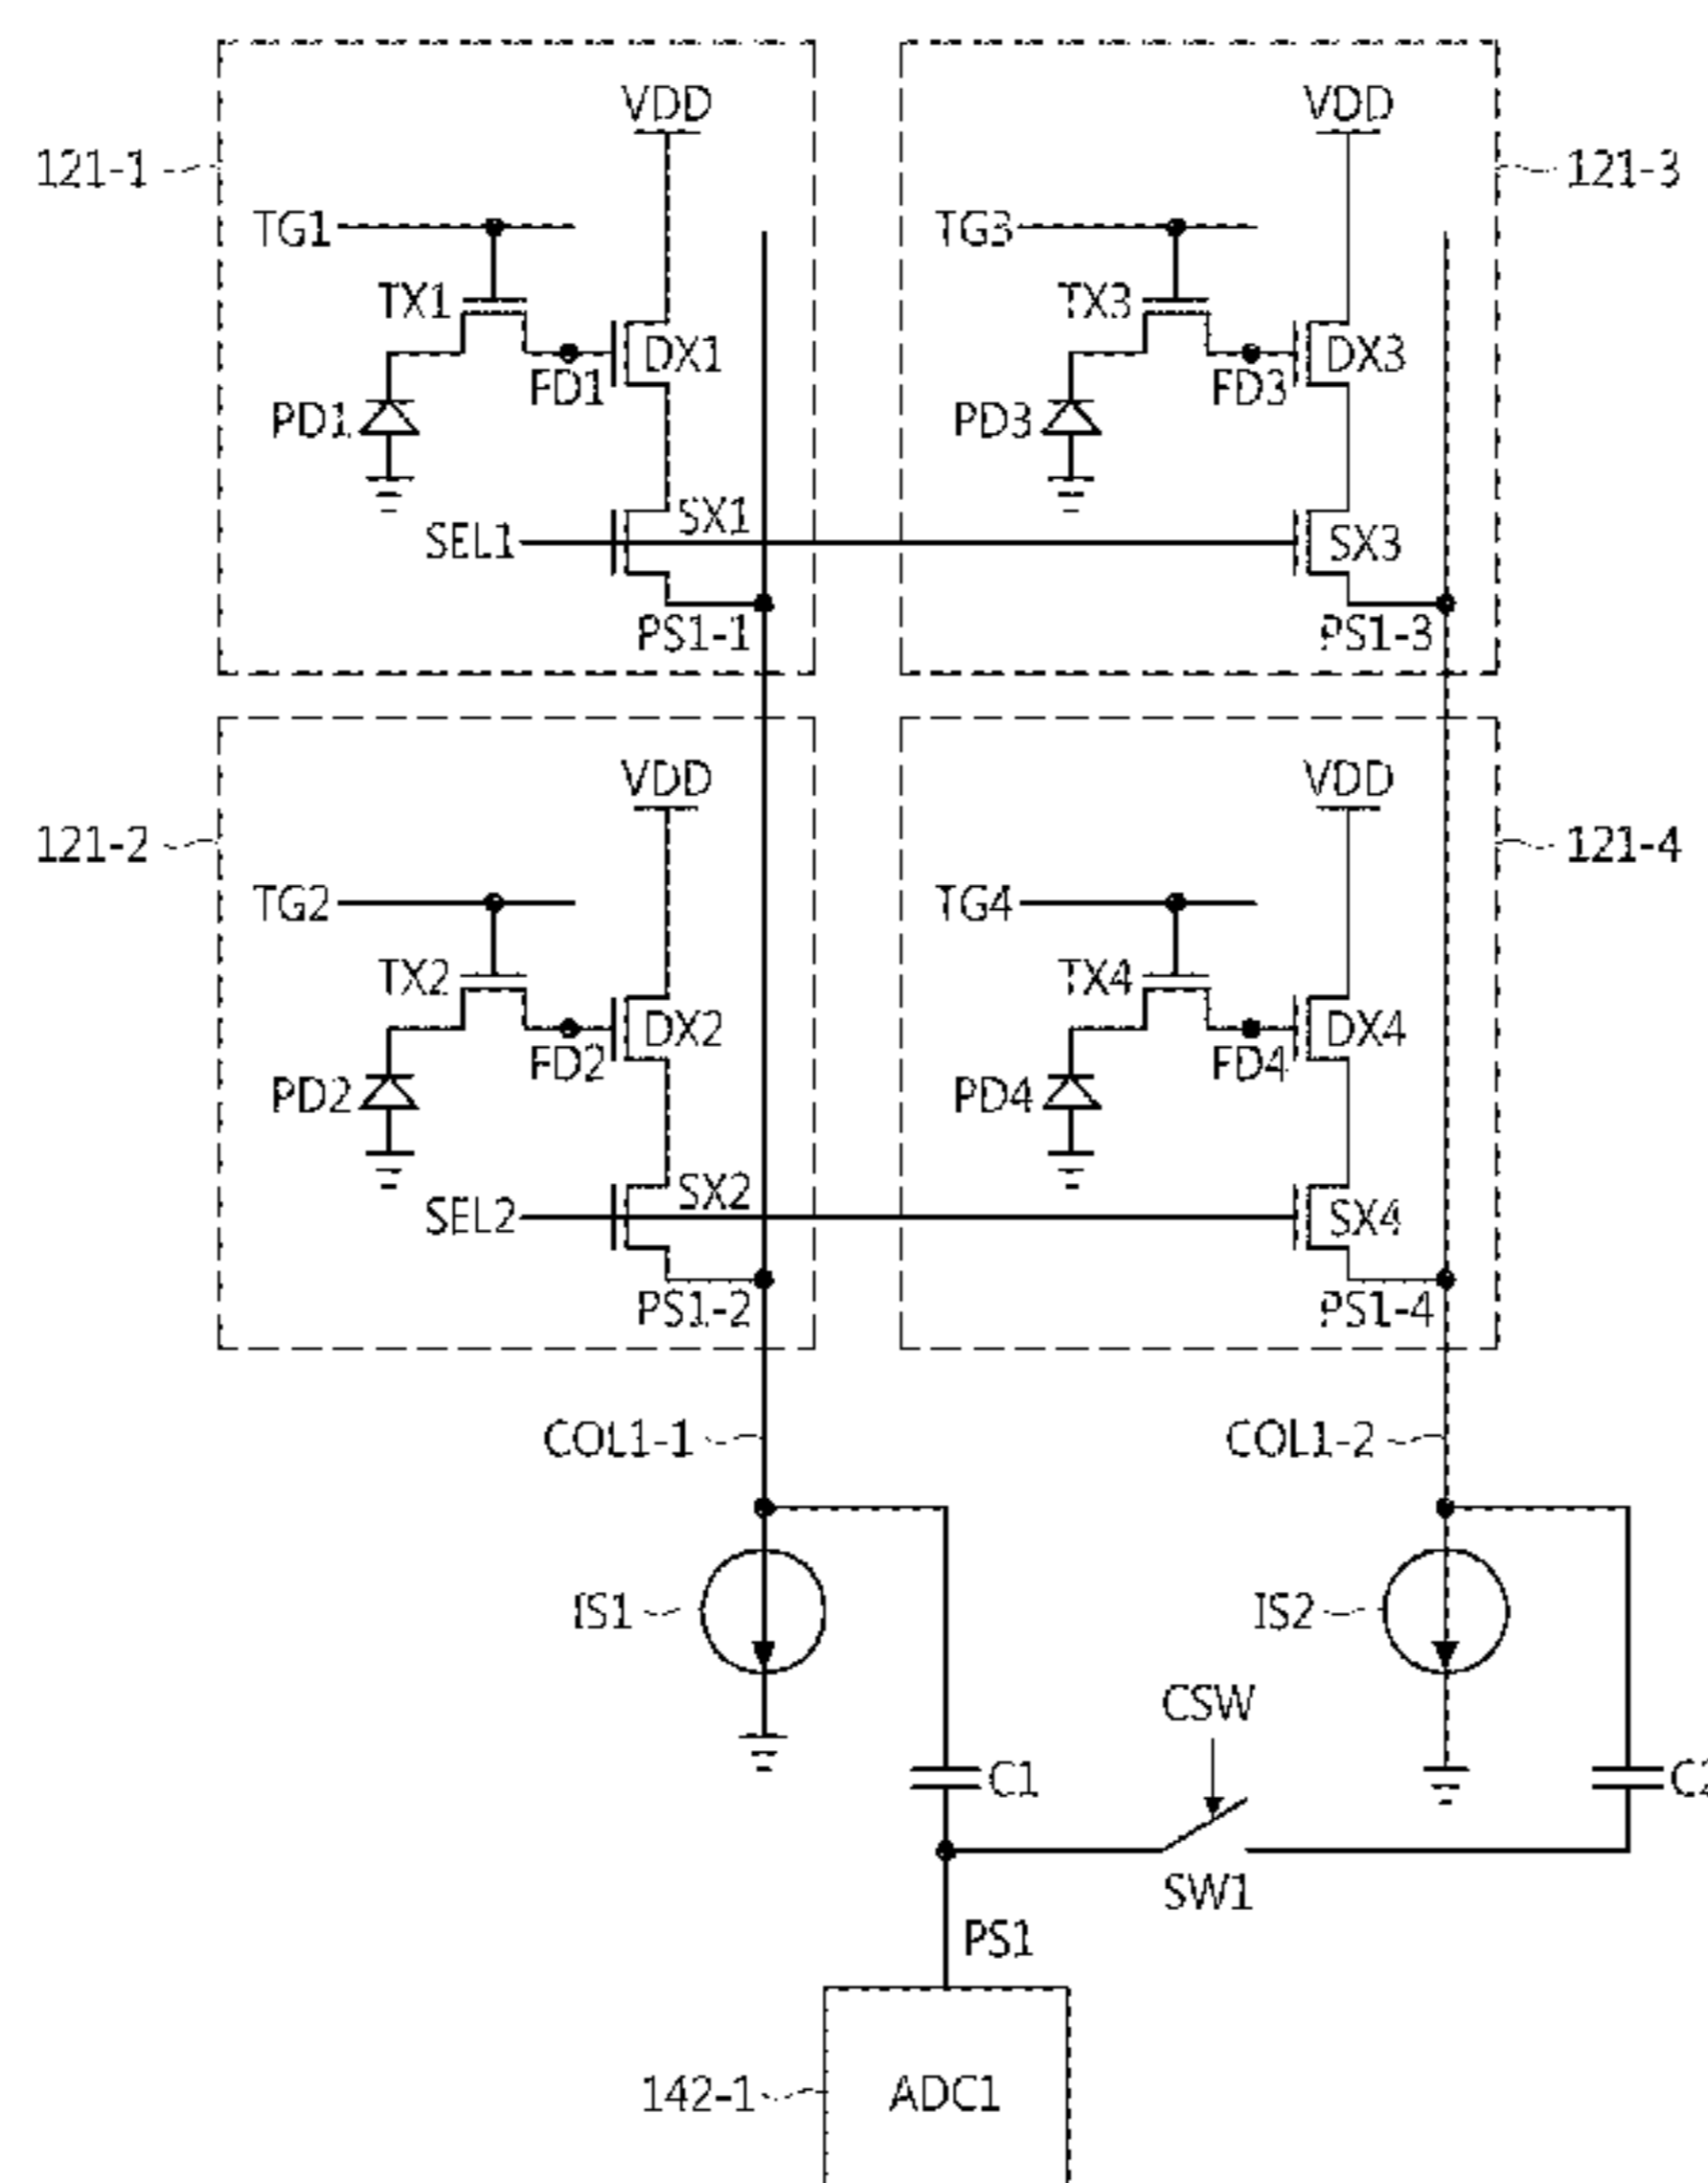 VDD VDD
121-1 121-3
TG1 TG3
TX1 TX3
DX1 DX3
FD1 FD3
PD1 PD3
SX1
SEL1 SX3
PS1-1 PS1-3
VDD VDD
121-2 121-4
TG2 TG4
TX2 TX4
DX2 DX4
FD2 FD4
PD2 PD4
SX2
SEL2 SX4
PS1-2 PS1-4
COL1-1 COL1-2
IS1 IS2
CSW
C1 C2
SW1
PS1
142-1 ADC1